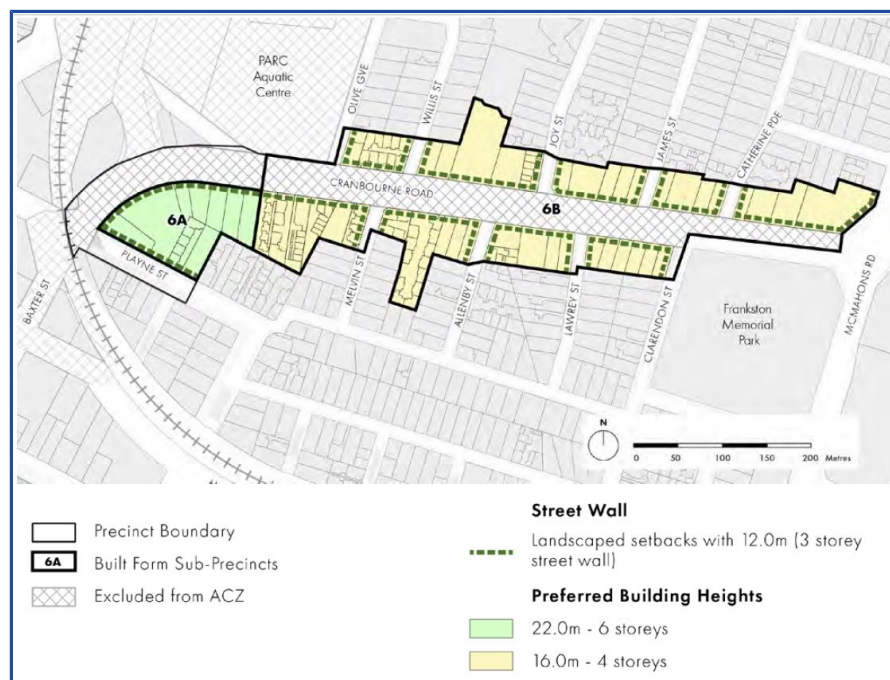 PARC
Aquatic
Centre
OLIVE GVE
WILLIS ST
JOY ST
JAMES ST
CATHERINE PDE
CRANBOURNE ROAD
6A
6B
PLAYNE ST
BAXTER ST
MELVIN ST
ALLENBY ST
LAWREY ST
CLARENDON ST
MCMAHONS RD
Frankston
Memorial
Park
N
0 50 100 150 200 Metres
Precinct Boundary
6A Built Form Sub-Precincts
Excluded from ACZ
Street Wall
Landscaped setbacks with 12.0m (3 storey
street wall)
Preferred Building Heights
22.0m - 6 storeys
16.0m - 4 storeys